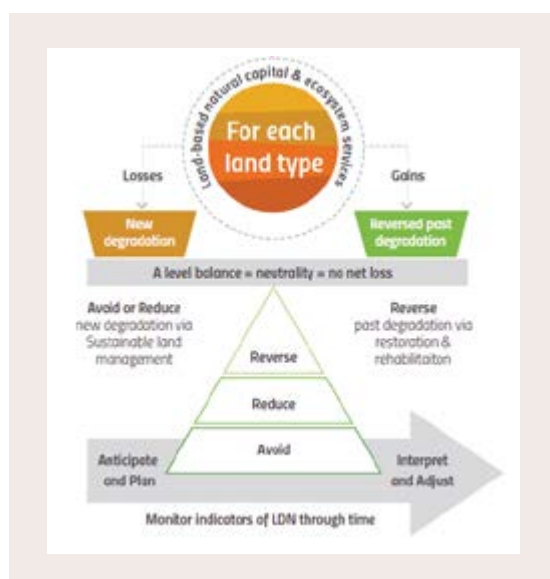 Land-based natural capital & ecosystem services
For each
land type
Losses
Gains
New
degradation
Reversed past
degradation
A level balance = neutrality = no net loss
Avoid or Reduce
new degradation via
Sustainable land
management
Reverse
past degradation via
restoration &
rehabilitaiton
Reverse
Reduce
Avoid
Anticipate
and Plan
Interpret
and Adjust
Monitor indicators of LDN through time